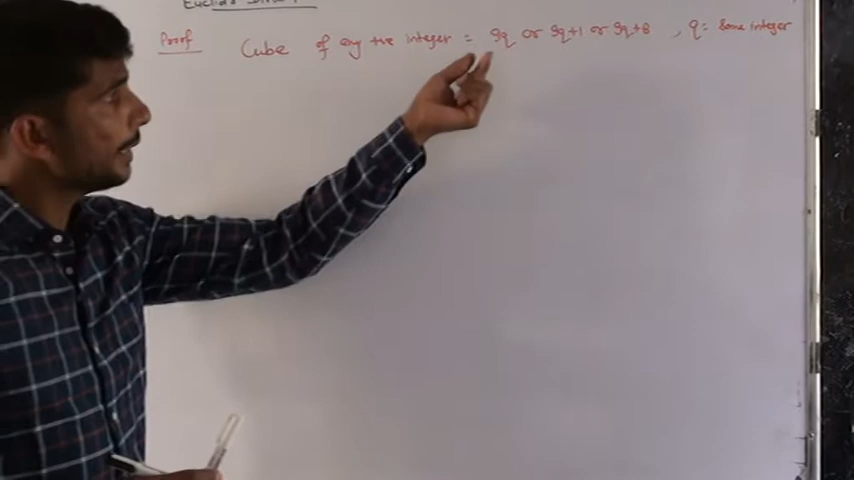 Euclid's
Proof Cube of any +ve integer = 9q or 9q+1 or 9q+8 , q = some integer